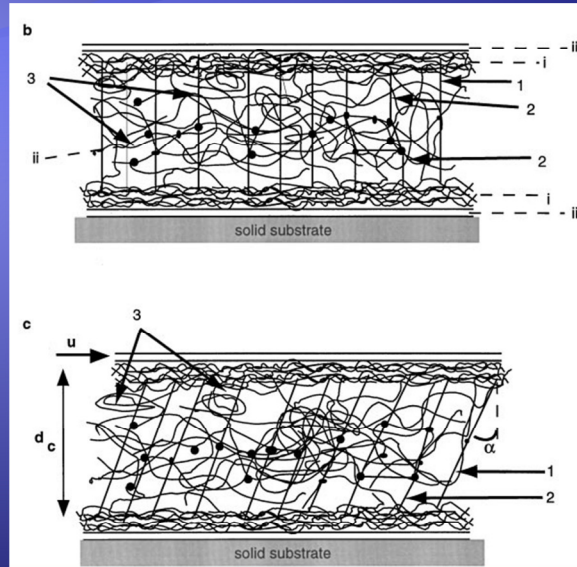 b
ii
i
3
1
2
ii
2
i
ii
solid substrate
c
3
u
d
c
α
1
2
solid substrate